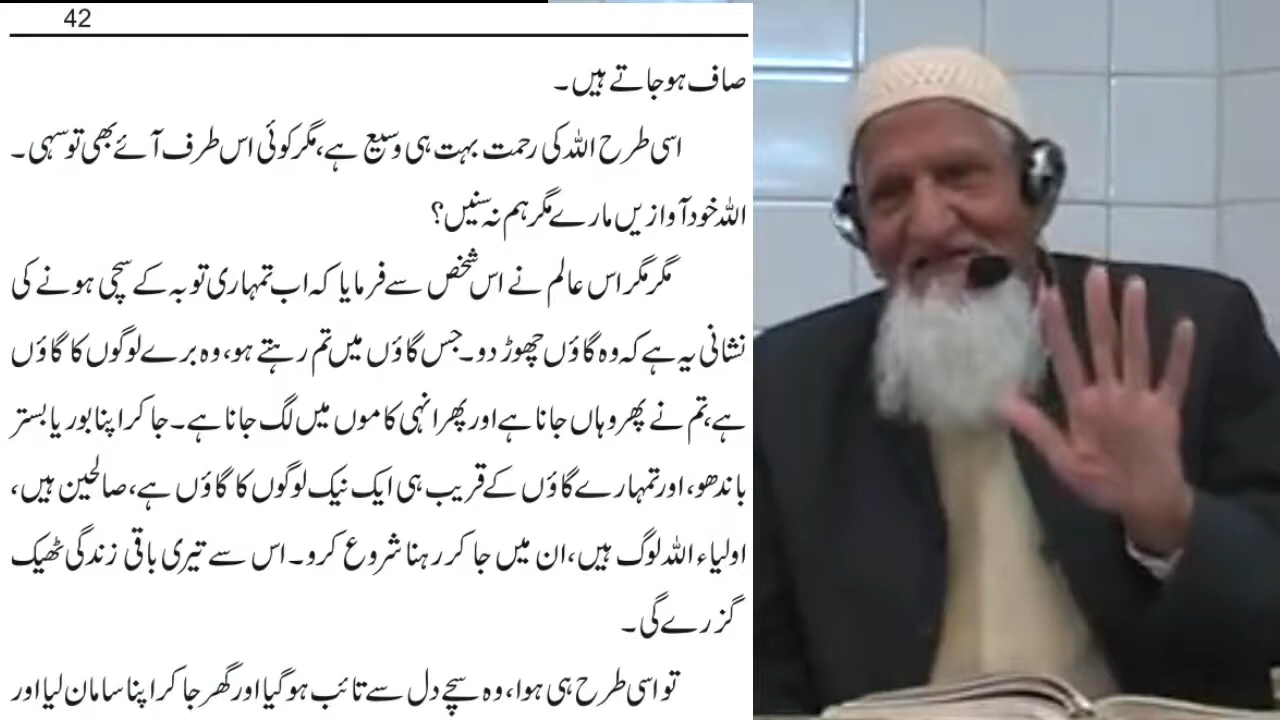 42
صاف ہوجاتے ہیں۔
اسی طرح اللہ کی رحمت بہت ہی وسیع ہے، مگر کوئی اس طرف آئے بھی تو سہی۔
اللہ خود آوازیں مارے مگر ہم نہ سنیں؟
مگر مگر اس عالم نے اس شخص سے فرمایا کہ اب تمہاری توبہ کے سچی ہونے کی
نشانی یہ ہے کہ وہ گاؤں چھوڑ دو۔ جس گاؤں میں تم رہتے ہو، وہ برے لوگوں کا گاؤں
ہے، تم نے پھر وہاں جانا ہے اور پھر انہی کاموں میں لگ جانا ہے۔ جا کر اپنا بوریا بستر
باندھو، اور تمہارے گاؤں کے قریب ہی ایک نیک لوگوں کا گاؤں ہے، صالحین ہیں،
اولیاء اللہ لوگ ہیں، ان میں جا کر رہنا شروع کرو۔ اس سے تیری باقی زندگی ٹھیک
گزرے گی۔
تو اسی طرح ہی ہوا، وہ سچے دل سے تائب ہوگیا اور گھر جا کر اپنا سامان لیا اور